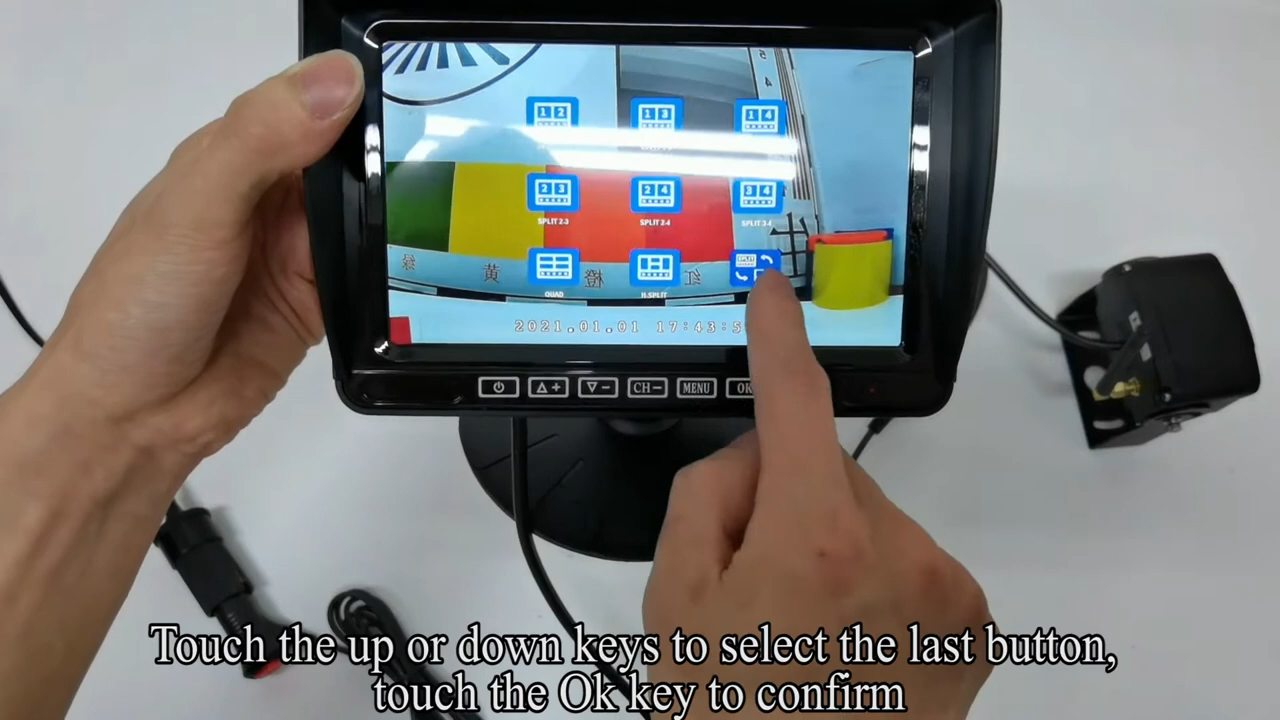 5
4
1 2
1 3
1 4
2 3
2 4
3 4
SPLIT 2-3
SPLIT 2-4
SPLIT 3-4
SPLIT
QUAD
H.SPLIT
绿 黄 橙 红
2021.01.01 17:43:5
▲+
▽−
CH−
MENU
OK
Touch the up or down keys to select the last button,
touch the Ok key to confirm